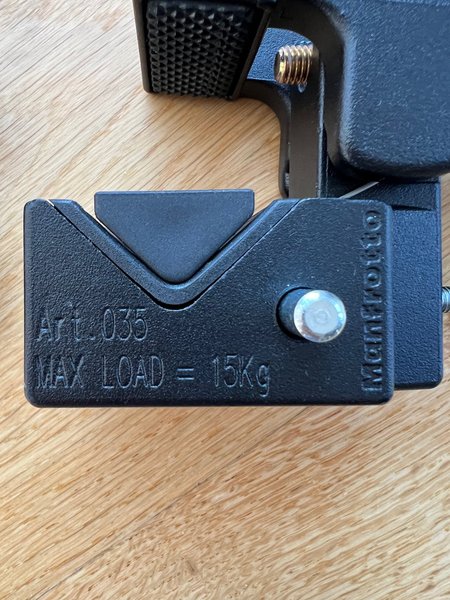 Art.035
MAX LOAD = 15Kg
Manfrotto